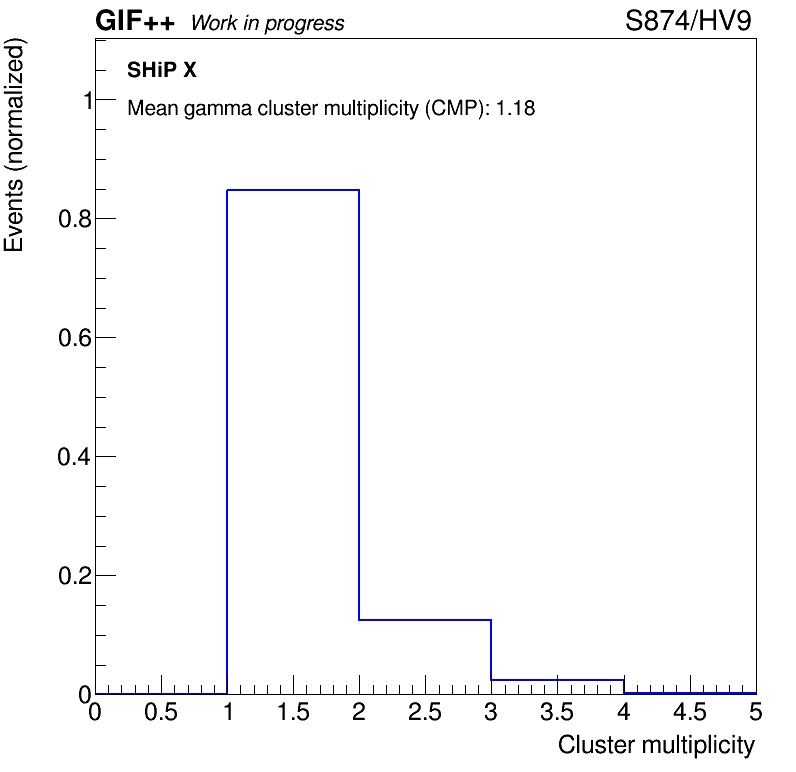 GIF++ Work in progress
S874/HV9
SHiP X
Mean gamma cluster multiplicity (CMP): 1.18
Events (normalized)
1
0.8
0.6
0.4
0.2
0
0 0.5 1 1.5 2 2.5 3 3.5 4 4.5 5
Cluster multiplicity